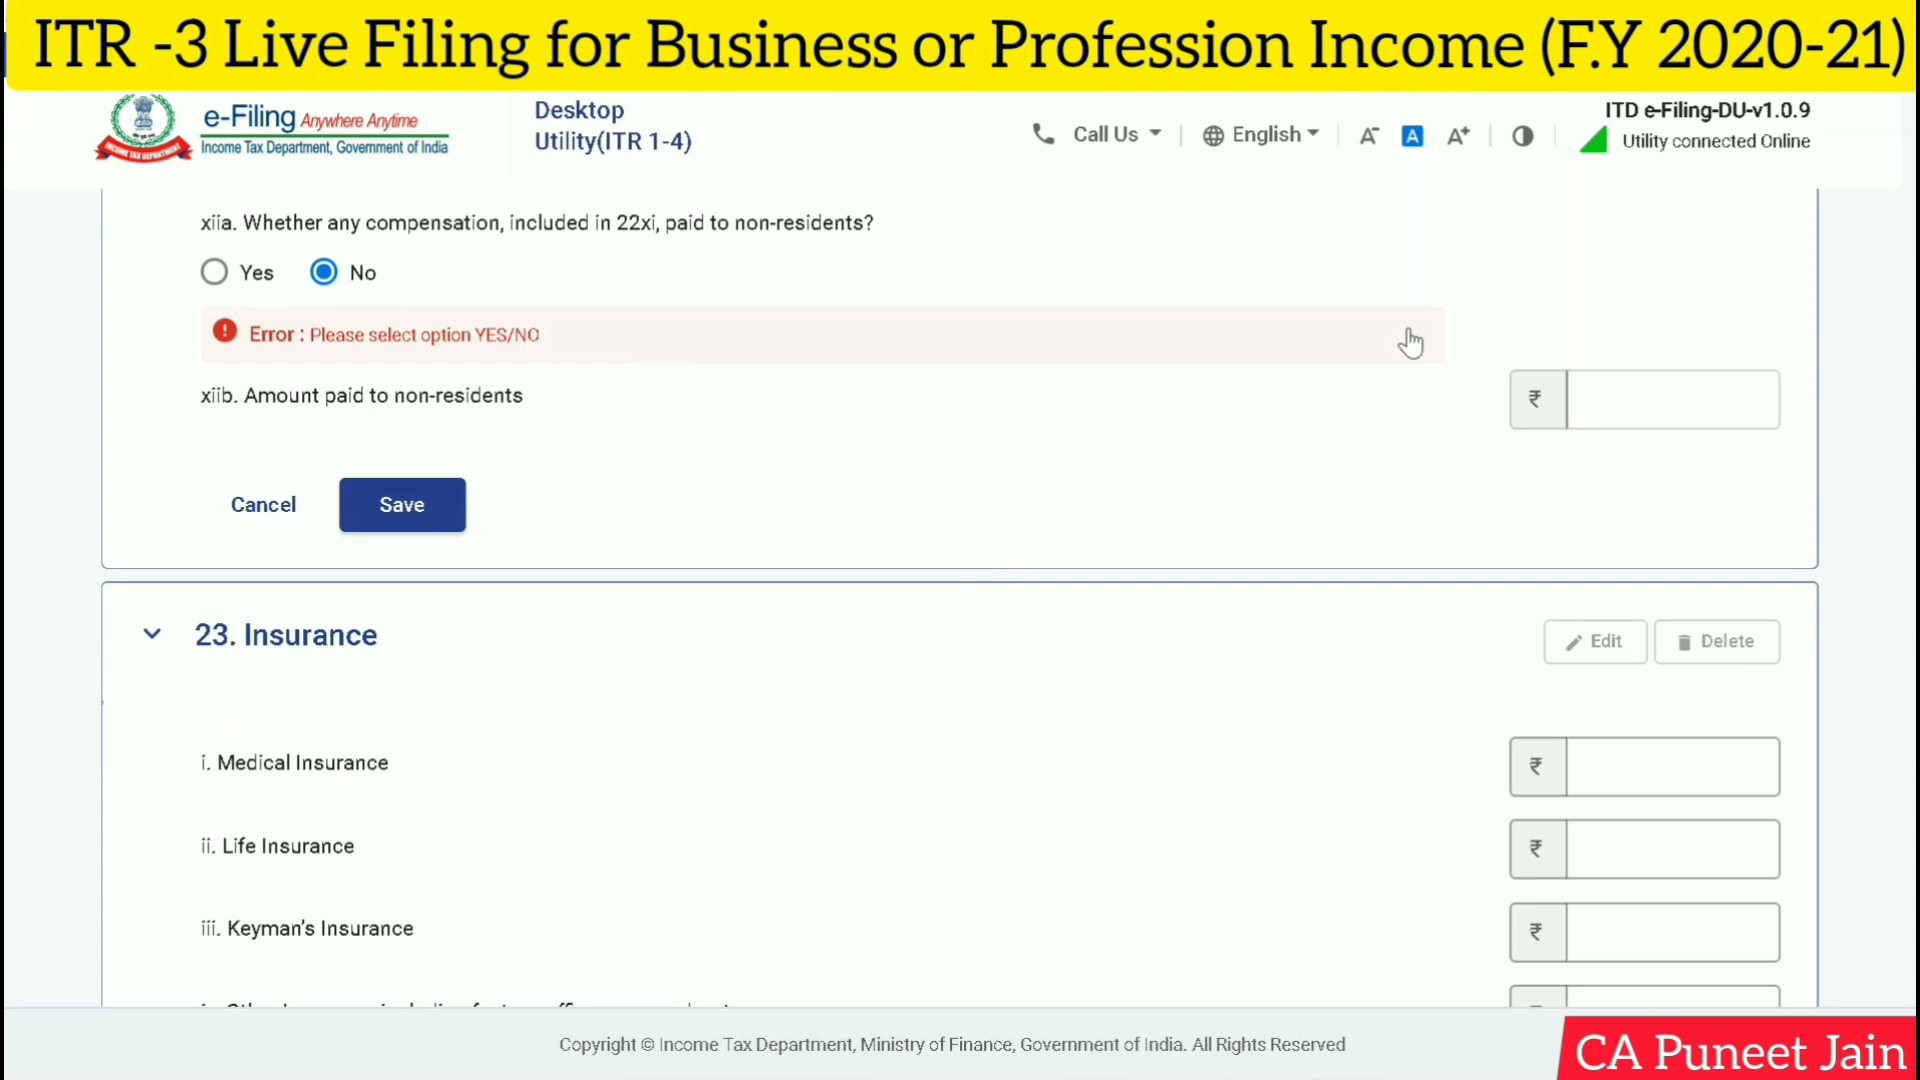 ITR -3 Live Filing for Business or Profession Income (F.Y 2020-21)
e-Filing Anywhere Anytime
Income Tax Department, Government of India
INCOME TAX DEPARTMENT
Desktop
Utility(ITR 1-4)
Call Us
English
A-
A
A+
ITD e-Filing-DU-v1.0.9
Utility connected Online
xiia. Whether any compensation, included in 22xi, paid to non-residents?
Yes No
Error : Please select option YES/NO
xiib. Amount paid to non-residents
₹
Cancel Save
23. Insurance
Edit Delete
i. Medical Insurance
₹
ii. Life Insurance
₹
iii. Keyman’s Insurance
₹
Copyright © Income Tax Department, Ministry of Finance, Government of India. All Rights Reserved
CA Puneet Jain